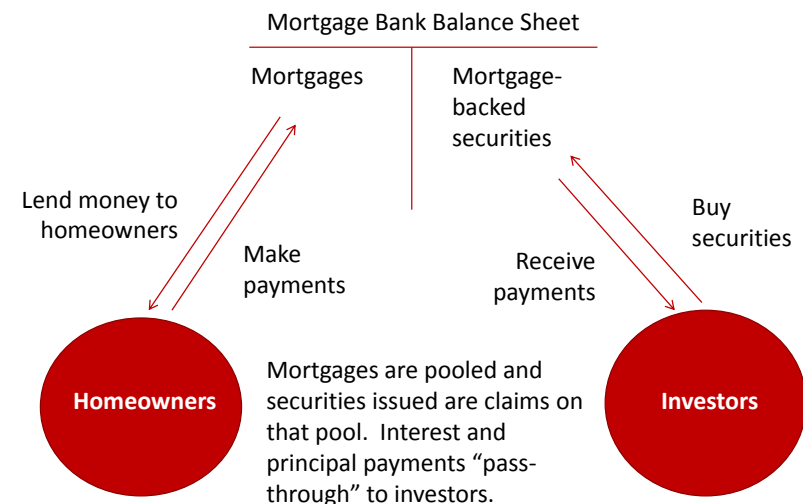 Mortgage Bank Balance Sheet
Mortgages
Mortgage-
backed
securities
Lend money to
homeowners
Make
payments
Receive
payments
Buy
securities
Homeowners
Mortgages are pooled and
securities issued are claims on
that pool.  Interest and
principal payments “pass-
through” to investors.
Investors